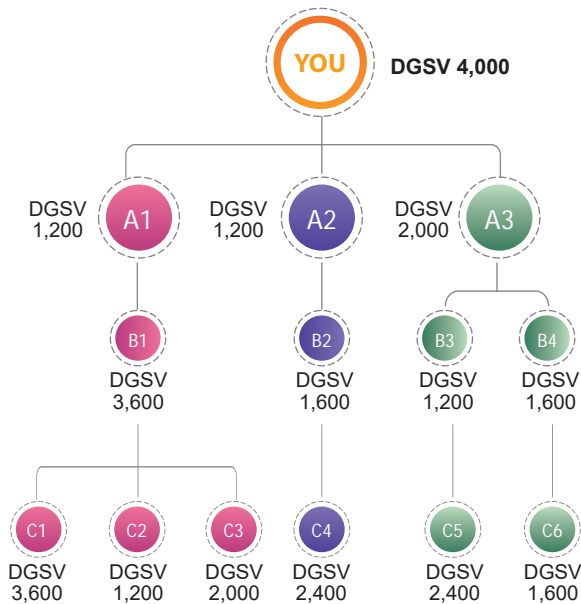 YOU
DGSV 4,000
DGSV
1,200
A1
DGSV
1,200
A2
DGSV
2,000
A3
B1
DGSV
3,600
B2
DGSV
1,600
B3
DGSV
1,200
B4
DGSV
1,600
C1
DGSV
3,600
C2
DGSV
1,200
C3
DGSV
2,000
C4
DGSV
2,400
C5
DGSV
2,400
C6
DGSV
1,600